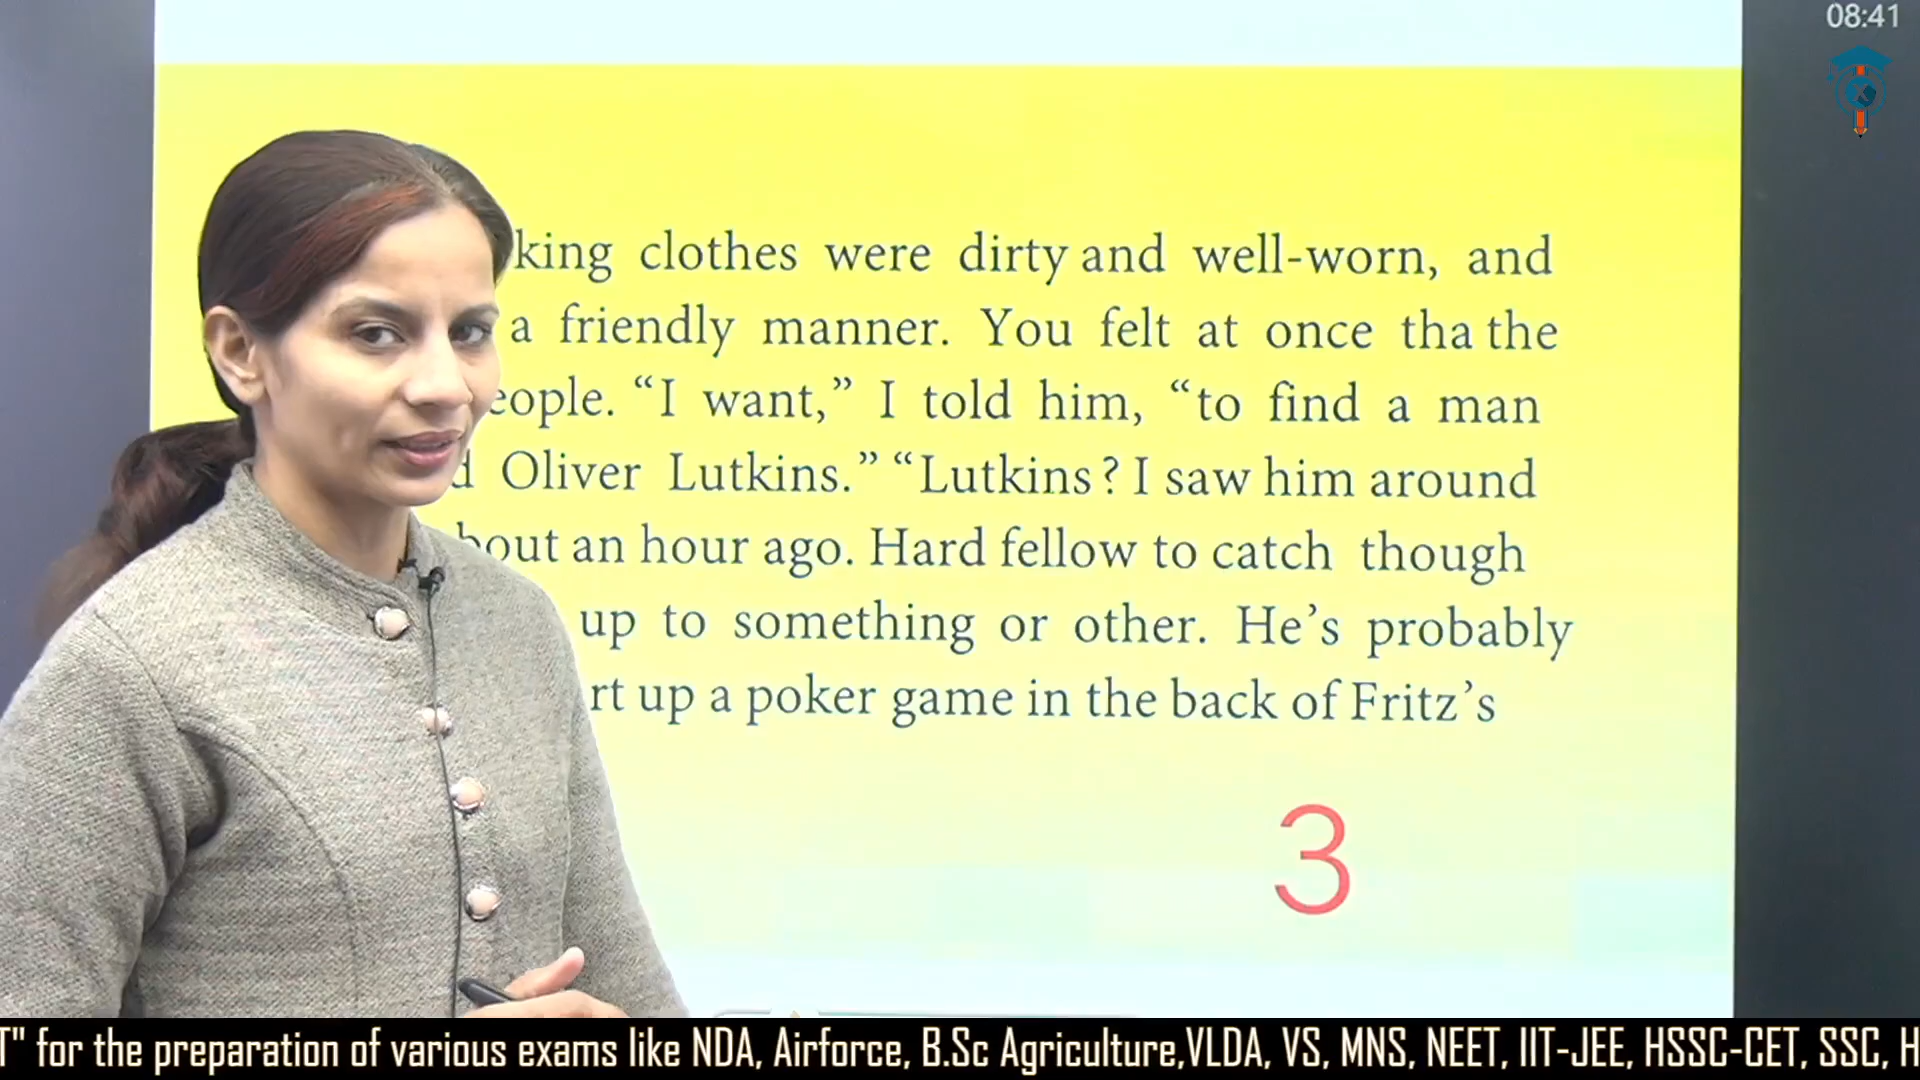 08:41
king clothes were dirty and well-worn, and
a friendly manner. You felt at once tha the
eople. “I want,” I told him, “to find a man
d Oliver Lutkins.” “Lutkins? I saw him around
bout an hour ago. Hard fellow to catch though
up to something or other. He’s probably
rt up a poker game in the back of Fritz’s
3
T" for the preparation of various exams like NDA, Airforce, B.Sc Agriculture,VLDA, VS, MNS, NEET, IIT-JEE, HSSC-CET, SSC, H